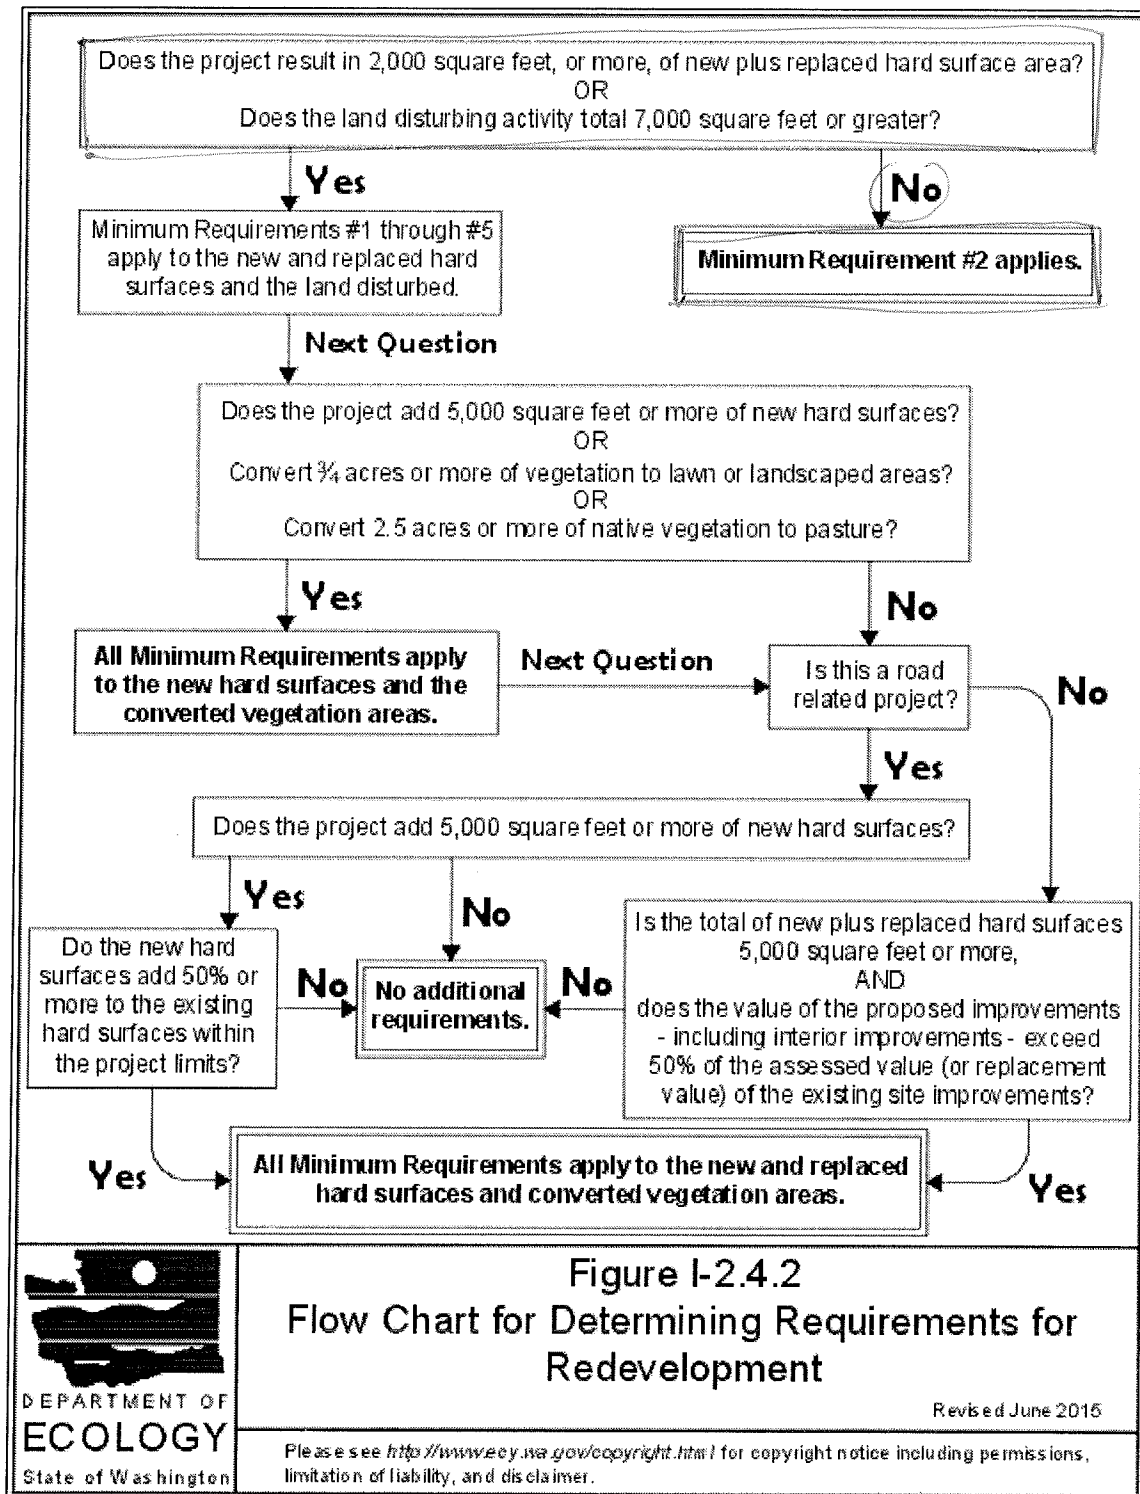 Does the project result in 2,000 square feet, or more, of new plus replaced hard surface area?
OR
Does the land disturbing activity total 7,000 square feet or greater?
Yes
No
Minimum Requirements #1 through #5
apply to the new and replaced hard
surfaces and the land disturbed.
Minimum Requirement #2 applies.
Next Question
Does the project add 5,000 square feet or more of new hard surfaces?
OR
Convert ¾ acres or more of vegetation to lawn or landscaped areas?
OR
Convert 2.5 acres or more of native vegetation to pasture?
Yes
No
All Minimum Requirements apply
to the new hard surfaces and the
converted vegetation areas.
Next Question
Is this a road
related project?
No
Yes
Does the project add 5,000 square feet or more of new hard surfaces?
Yes
No
Do the new hard
surfaces add 50% or
more to the existing
hard surfaces within
the project limits?
No
No additional
requirements.
No
Is the total of new plus replaced hard surfaces
5,000 square feet or more,
AND
does the value of the proposed improvements
- including interior improvements - exceed
50% of the assessed value (or replacement
value) of the existing site improvements?
Yes
All Minimum Requirements apply to the new and replaced
hard surfaces and converted vegetation areas.
Yes
DEPARTMENT OF
ECOLOGY
State of Washington
Figure I-2.4.2
Flow Chart for Determining Requirements for
Redevelopment
Revised June 2015
Please see http://www.ecy.wa.gov/copyright.html for copyright notice including permissions,
limitation of liability, and disclaimer.